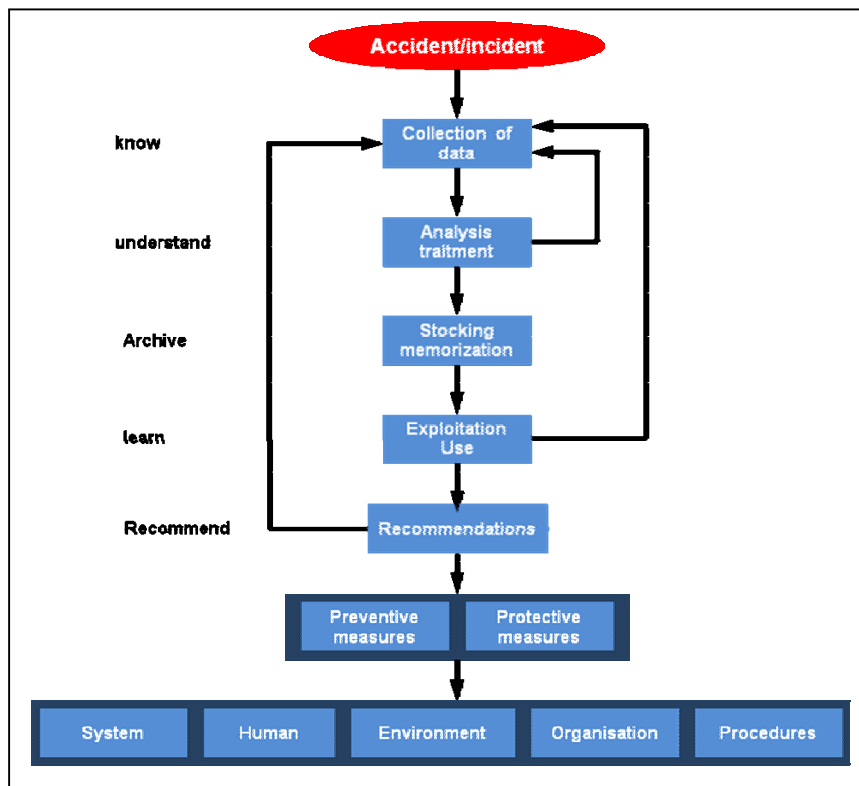 Accident/incident
know
Collection of
data
understand
Analysis
traitment
Archive
Stocking
memorization
learn
Exploitation
Use
Recommend
Recommendations
Preventive
measures
Protective
measures
System
Human
Environment
Organisation
Procedures